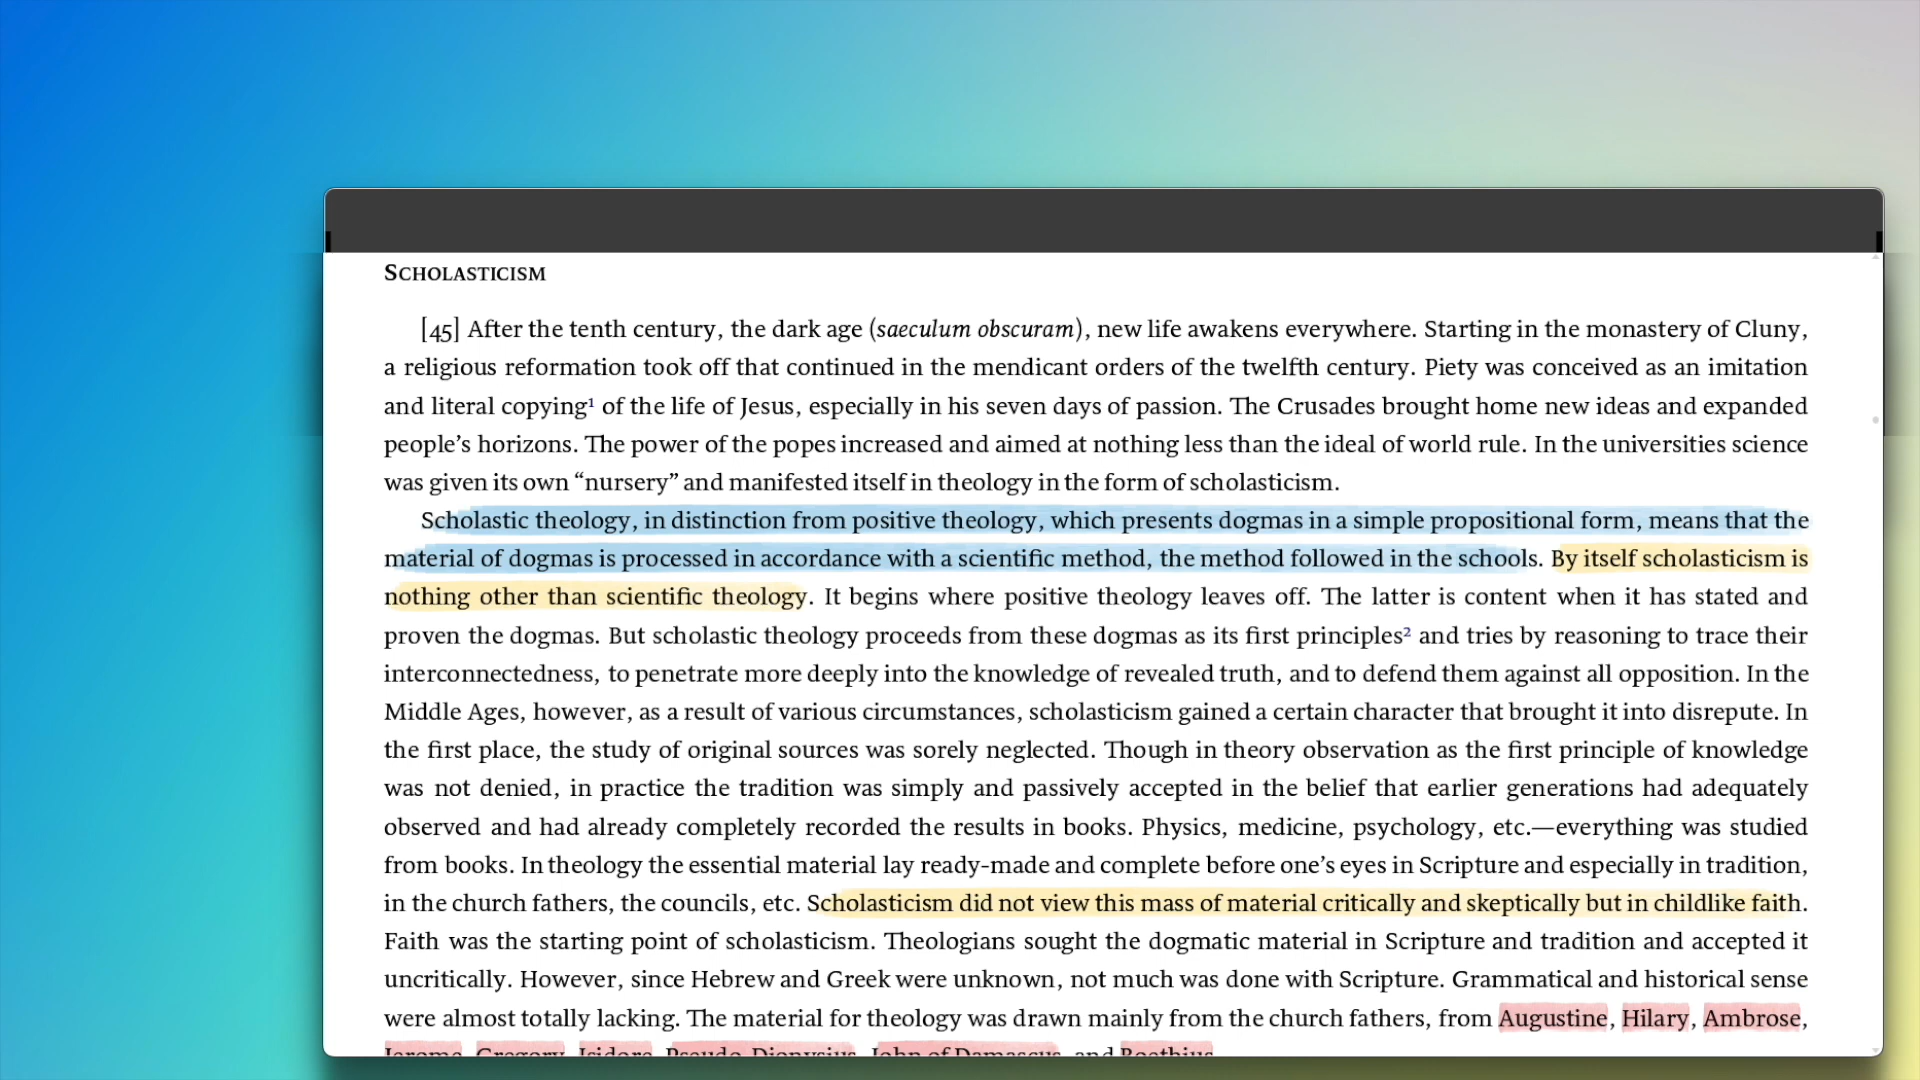 SCHOLASTICISM
[45] After the tenth century, the dark age (saeculum obscuram), new life awakens everywhere. Starting in the monastery of Cluny,
a religious reformation took off that continued in the mendicant orders of the twelfth century. Piety was conceived as an imitation
and literal copying¹ of the life of Jesus, especially in his seven days of passion. The Crusades brought home new ideas and expanded
people’s horizons. The power of the popes increased and aimed at nothing less than the ideal of world rule. In the universities science
was given its own “nursery” and manifested itself in theology in the form of scholasticism.
Scholastic theology, in distinction from positive theology, which presents dogmas in a simple propositional form, means that the
material of dogmas is processed in accordance with a scientific method, the method followed in the schools. By itself scholasticism is
nothing other than scientific theology. It begins where positive theology leaves off. The latter is content when it has stated and
proven the dogmas. But scholastic theology proceeds from these dogmas as its first principles² and tries by reasoning to trace their
interconnectedness, to penetrate more deeply into the knowledge of revealed truth, and to defend them against all opposition. In the
Middle Ages, however, as a result of various circumstances, scholasticism gained a certain character that brought it into disrepute. In
the first place, the study of original sources was sorely neglected. Though in theory observation as the first principle of knowledge
was not denied, in practice the tradition was simply and passively accepted in the belief that earlier generations had adequately
observed and had already completely recorded the results in books. Physics, medicine, psychology, etc.—everything was studied
from books. In theology the essential material lay ready-made and complete before one’s eyes in Scripture and especially in tradition,
in the church fathers, the councils, etc. Scholasticism did not view this mass of material critically and skeptically but in childlike faith.
Faith was the starting point of scholasticism. Theologians sought the dogmatic material in Scripture and tradition and accepted it
uncritically. However, since Hebrew and Greek were unknown, not much was done with Scripture. Grammatical and historical sense
were almost totally lacking. The material for theology was drawn mainly from the church fathers, from Augustine, Hilary, Ambrose,
Jerome, Gregory, Isidore, Pseudo-Dionysius, John of Damascus, and Boethius